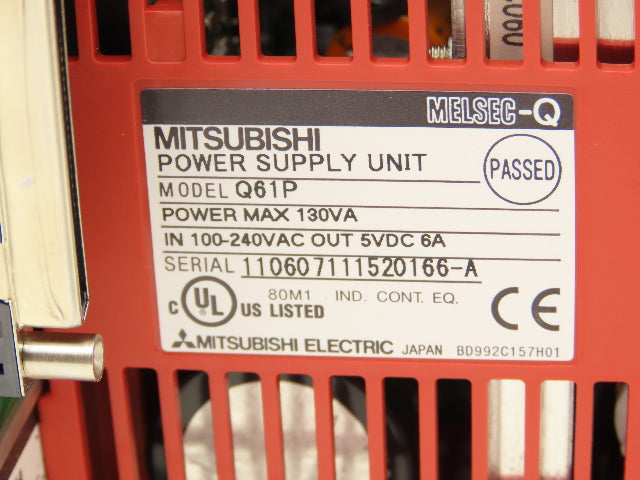 0602
MELSEC-Q
MITSUBISHI
POWER SUPPLY UNIT
PASSED
MODEL Q61P
POWER MAX 130VA
IN 100-240VAC OUT 5VDC 6A
SERIAL 110607111520166-A
C UL US LISTED
80M1 IND. CONT. EQ.
CE
MITSUBISHI ELECTRIC JAPAN BD992C157H01